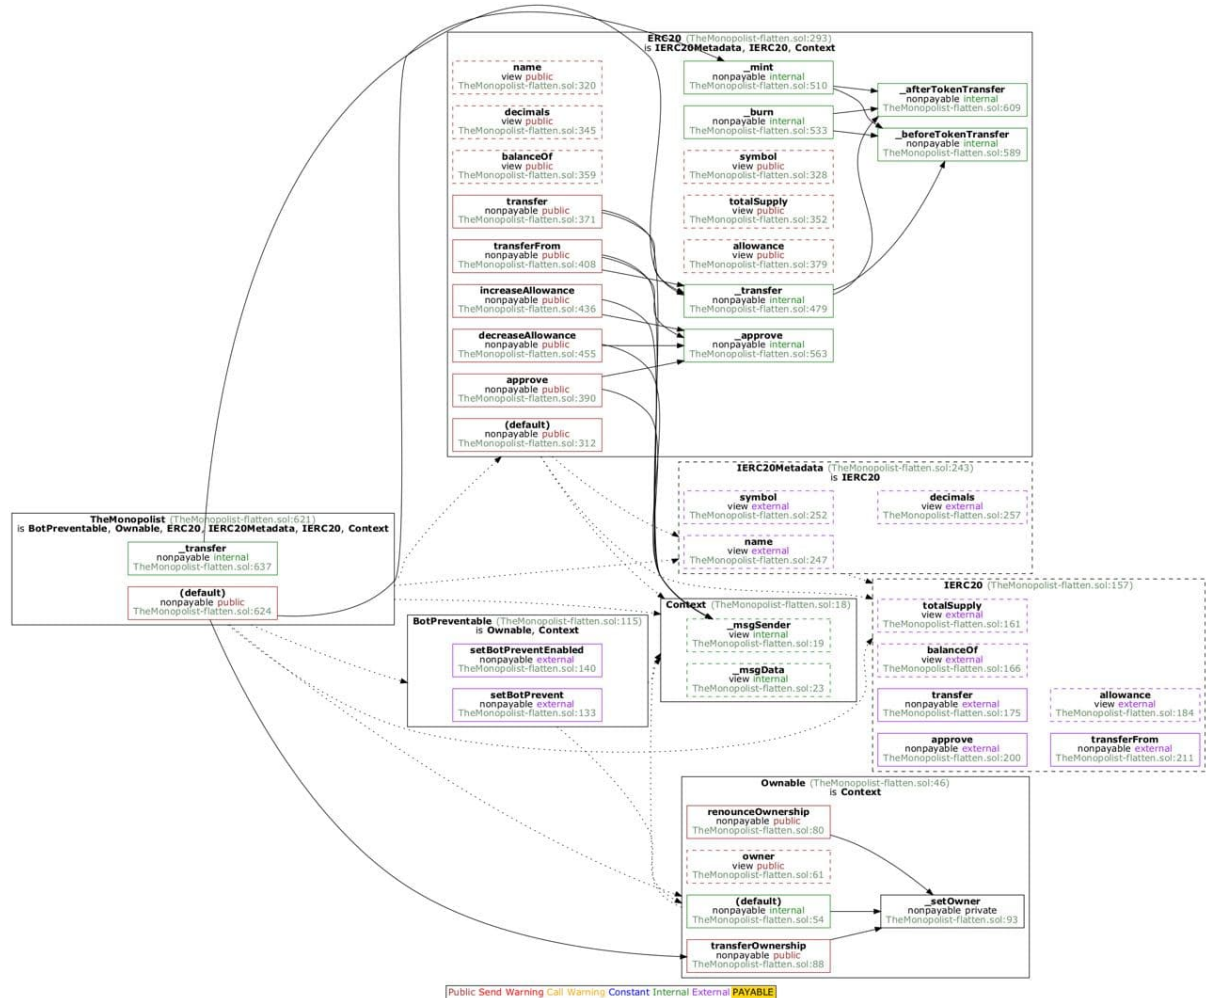 ERC20 (TheMonopolist-flatten.sol:293)
is IERC20Metadata, IERC20, Context
name
view public
TheMonopolist-flatten.sol:320
decimals
view public
TheMonopolist-flatten.sol:345
balanceOf
view public
TheMonopolist-flatten.sol:359
transfer
nonpayable public
TheMonopolist-flatten.sol:371
transferFrom
nonpayable public
TheMonopolist-flatten.sol:408
increaseAllowance
nonpayable public
TheMonopolist-flatten.sol:436
decreaseAllowance
nonpayable public
TheMonopolist-flatten.sol:455
approve
nonpayable public
TheMonopolist-flatten.sol:390
(default)
nonpayable public
TheMonopolist-flatten.sol:312
_mint
nonpayable internal
TheMonopolist-flatten.sol:510
_burn
nonpayable internal
TheMonopolist-flatten.sol:533
symbol
view public
TheMonopolist-flatten.sol:328
totalSupply
view public
TheMonopolist-flatten.sol:352
allowance
view public
TheMonopolist-flatten.sol:379
_transfer
nonpayable internal
TheMonopolist-flatten.sol:479
_approve
nonpayable internal
TheMonopolist-flatten.sol:563
_afterTokenTransfer
nonpayable internal
TheMonopolist-flatten.sol:609
_beforeTokenTransfer
nonpayable internal
TheMonopolist-flatten.sol:589
IERC20Metadata (TheMonopolist-flatten.sol:243)
is IERC20
symbol
view external
TheMonopolist-flatten.sol:252
decimals
view external
TheMonopolist-flatten.sol:257
name
view external
TheMonopolist-flatten.sol:247
TheMonopolist (TheMonopolist-flatten.sol:621)
is BotPreventable, Ownable, ERC20, IERC20Metadata, IERC20, Context
_transfer
nonpayable internal
TheMonopolist-flatten.sol:637
(default)
nonpayable public
TheMonopolist-flatten.sol:624
BotPreventable (TheMonopolist-flatten.sol:115)
is Ownable, Context
setBotPreventEnabled
nonpayable external
TheMonopolist-flatten.sol:140
setBotPrevent
nonpayable external
TheMonopolist-flatten.sol:133
Context (TheMonopolist-flatten.sol:18)
_msgSender
view internal
TheMonopolist-flatten.sol:19
_msgData
view internal
TheMonopolist-flatten.sol:23
IERC20 (TheMonopolist-flatten.sol:157)
totalSupply
view external
TheMonopolist-flatten.sol:161
balanceOf
view external
TheMonopolist-flatten.sol:166
transfer
nonpayable external
TheMonopolist-flatten.sol:175
allowance
view external
TheMonopolist-flatten.sol:184
approve
nonpayable external
TheMonopolist-flatten.sol:200
transferFrom
nonpayable external
TheMonopolist-flatten.sol:211
Ownable (TheMonopolist-flatten.sol:46)
is Context
renounceOwnership
nonpayable public
TheMonopolist-flatten.sol:80
owner
view public
TheMonopolist-flatten.sol:61
(default)
nonpayable internal
TheMonopolist-flatten.sol:54
transferOwnership
nonpayable public
TheMonopolist-flatten.sol:88
_setOwner
nonpayable private
TheMonopolist-flatten.sol:93
Public Send Warning Call Warning Constant Internal External PAYABLE